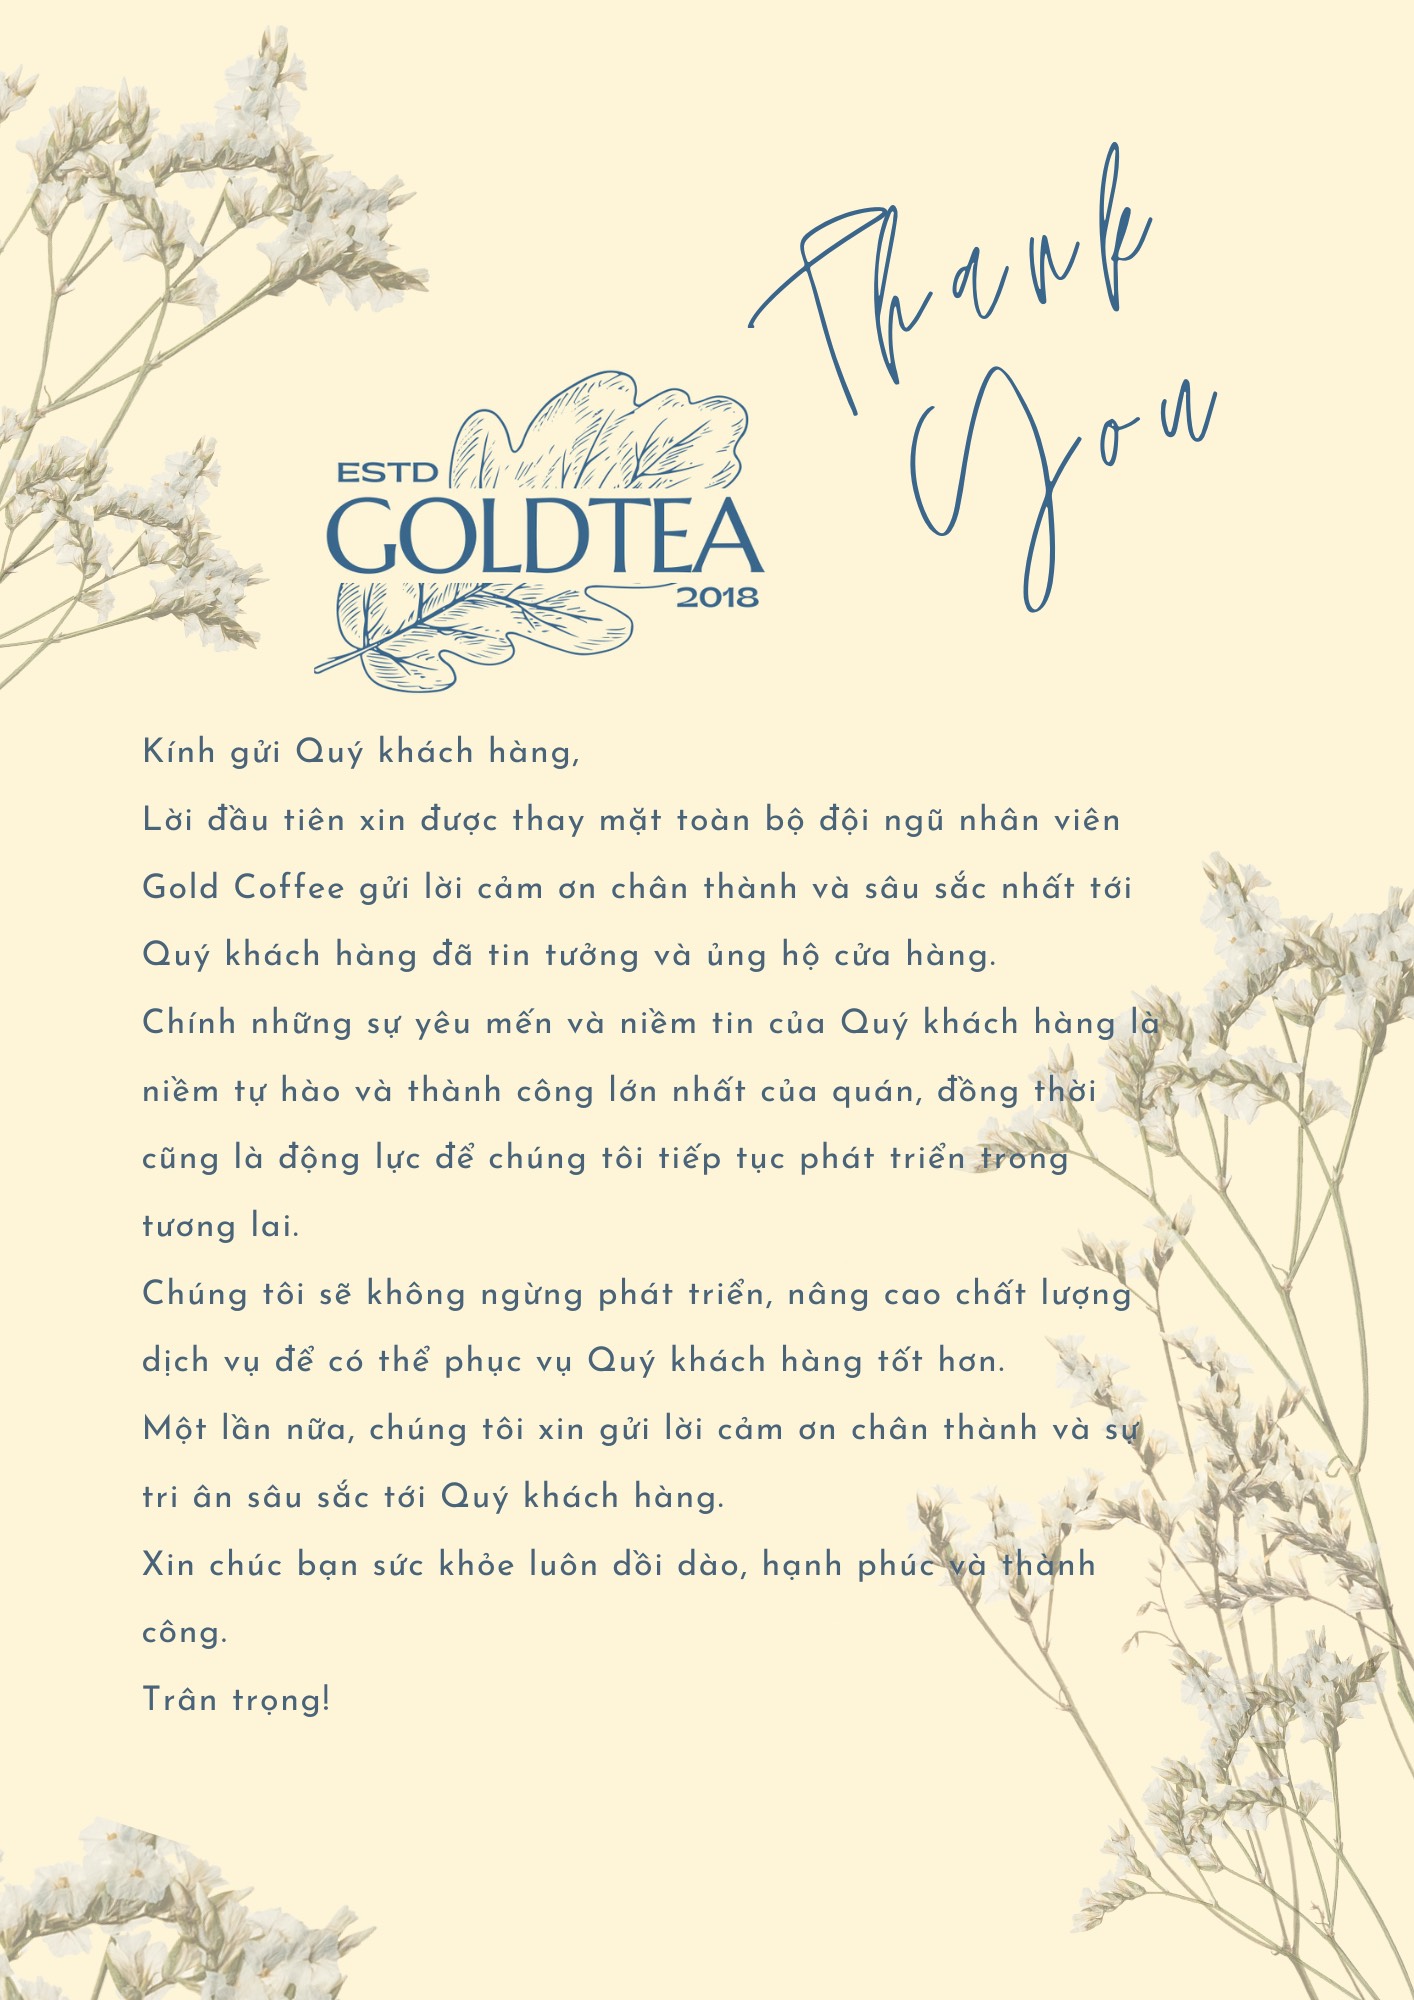 Thank
You
ESTD
GOLDTEA
2018
Kính gửi Quý khách hàng,
Lời đầu tiên xin được thay mặt toàn bộ đội ngũ nhân viên
Gold Coffee gửi lời cảm ơn chân thành và sâu sắc nhất tới
Quý khách hàng đã tin tưởng và ủng hộ cửa hàng.
Chính những sự yêu mến và niềm tin của Quý khách hàng là
niềm tự hào và thành công lớn nhất của quán, đồng thời
cũng là động lực để chúng tôi tiếp tục phát triển trong
tương lai.
Chúng tôi sẽ không ngừng phát triển, nâng cao chất lượng
dịch vụ để có thể phục vụ Quý khách hàng tốt hơn.
Một lần nữa, chúng tôi xin gửi lời cảm ơn chân thành và sự
tri ân sâu sắc tới Quý khách hàng.
Xin chúc bạn sức khỏe luôn dồi dào, hạnh phúc và thành
công.
Trân trọng!